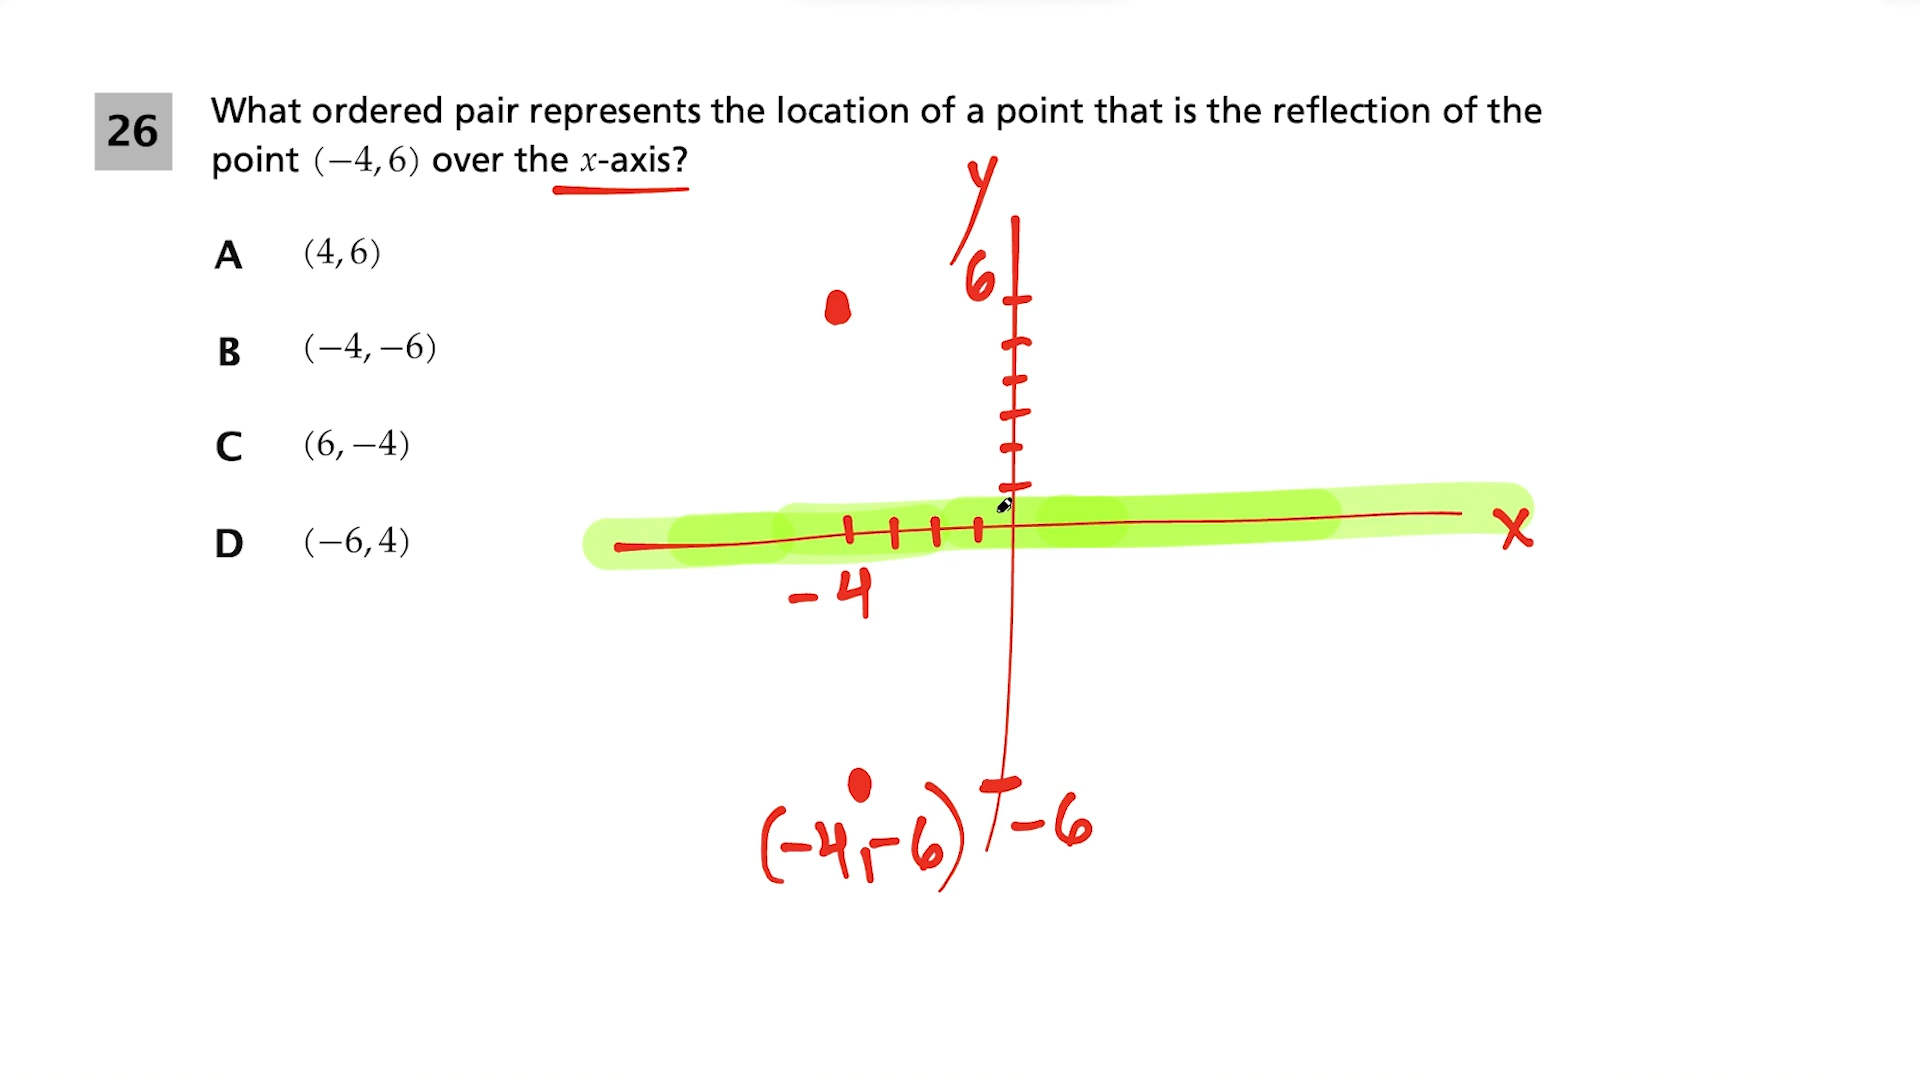 26
What ordered pair represents the location of a point that is the reflection of the
point (−4, 6) over the x-axis?
A (4, 6)
B (−4, −6)
C (6, −4)
D (−6, 4)
y
6
x
-4
(-4,-6)
-6